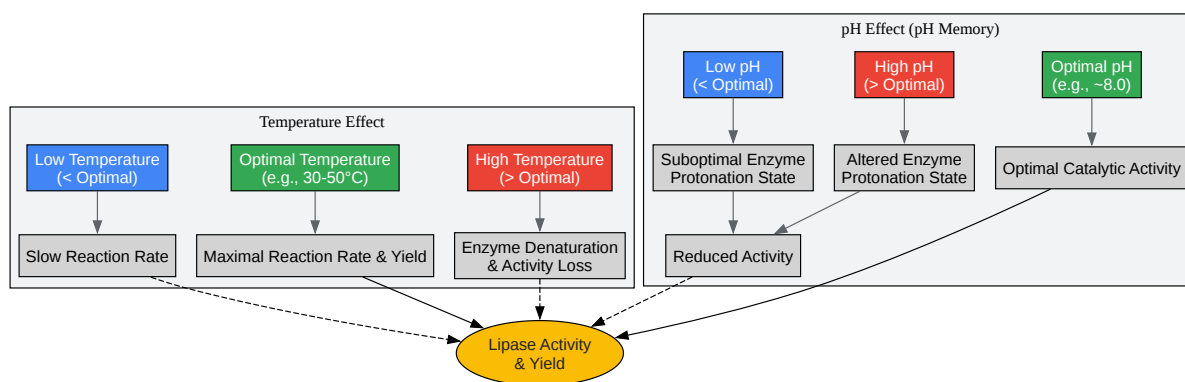 pH Effect (pH Memory)
Low pH
(< Optimal)
High pH
(> Optimal)
Optimal pH
(e.g., ~8.0)
Suboptimal Enzyme
Protonation State
Altered Enzyme
Protonation State
Optimal Catalytic Activity
Reduced Activity
Temperature Effect
Low Temperature
(< Optimal)
Optimal Temperature
(e.g., 30-50°C)
High Temperature
(> Optimal)
Slow Reaction Rate
Maximal Reaction Rate & Yield
Enzyme Denaturation
& Activity Loss
Lipase Activity
& Yield